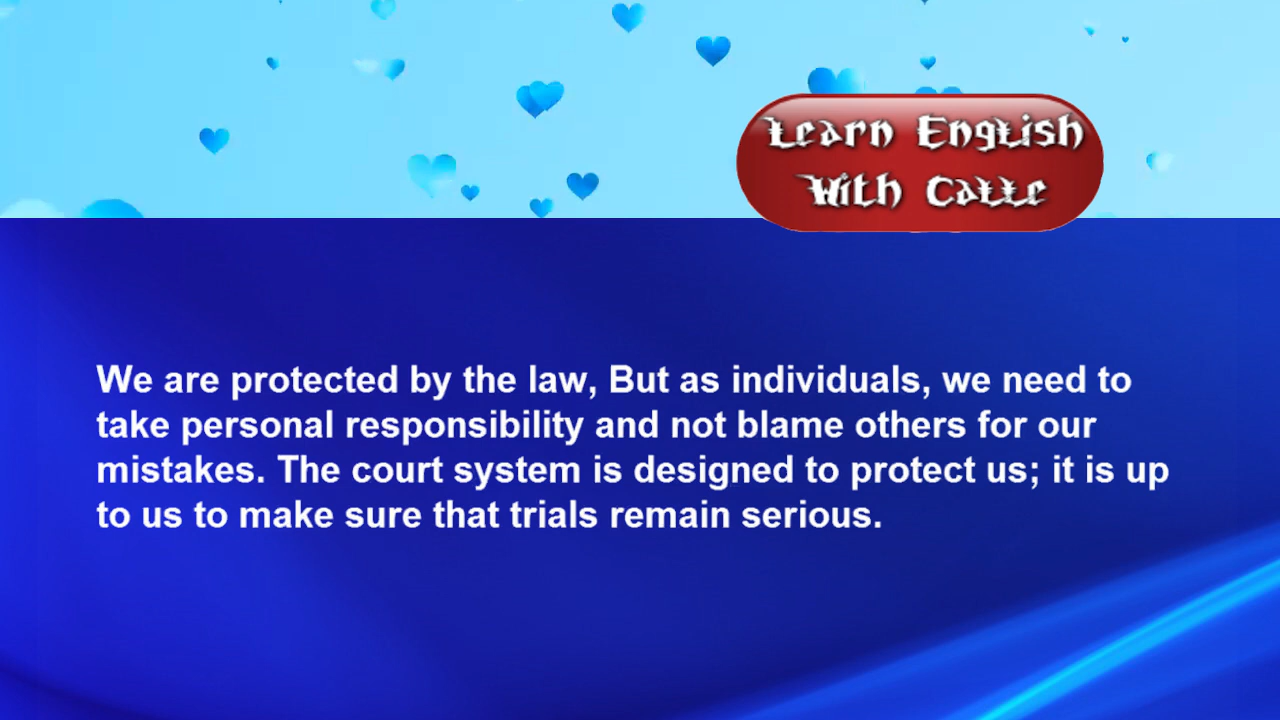 Learn English
With Catte
We are protected by the law, But as individuals, we need to
take personal responsibility and not blame others for our
mistakes. The court system is designed to protect us; it is up
to us to make sure that trials remain serious.